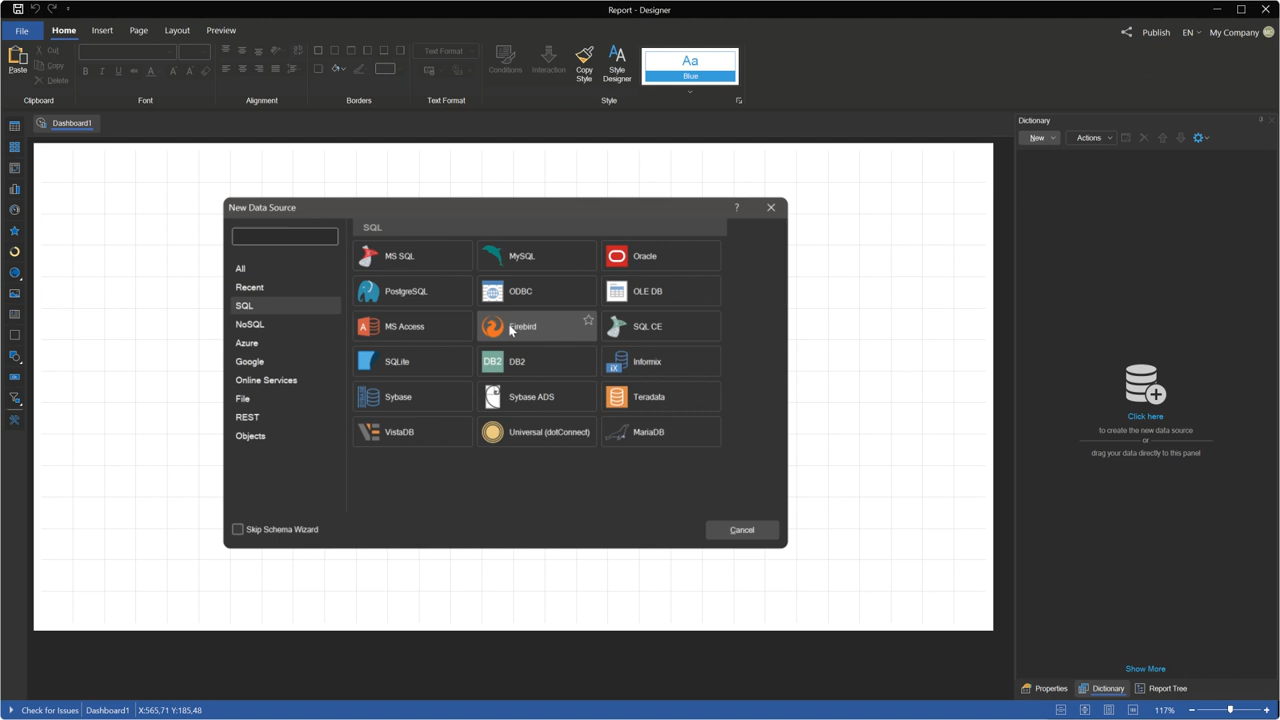 Report - Designer
File Home Insert Page Layout Preview
Publish EN My Company
Paste Cut
Copy
Delete
Text Format
Conditions Interaction Copy Style Style Designer
Aa
Blue
Clipboard Font Alignment Borders Text Format Style
Dashboard1
Dictionary
New Actions
New Data Source ?
All
Recent
SQL
NoSQL
Azure
Google
Online Services
File
REST
Objects
SQL
MS SQL MySQL Oracle
PostgreSQL ODBC OLE DB
MS Access Firebird SQL CE
SQLite DB2 DB2 Informix
Sybase Sybase ADS Teradata
VistaDB Universal (dotConnect) MariaDB
Skip Schema Wizard
Cancel
Click here
to create the new data source
or
drag your data directly to this panel
Show More
Properties Dictionary Report Tree
Check for Issues Dashboard1 X:565,71 Y:185,48 117%